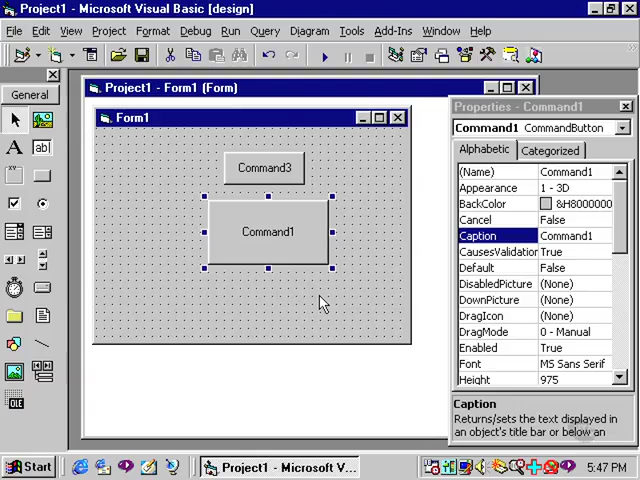 Project1 - Microsoft Visual Basic [design]
File Edit View Project Format Debug Run Query Diagram Tools Add-Ins Window Help
General
A
ab|
xv
OLE
Project1 - Form1 (Form)
Form1
Command3
Command1
Properties - Command1
Command1 CommandButton
Alphabetic Categorized
(Name) Command1
Appearance 1 - 3D
BackColor &H8000000
Cancel False
Caption Command1
CausesValidation True
Default False
DisabledPicture (None)
DownPicture (None)
DragIcon (None)
DragMode 0 - Manual
Enabled True
Font MS Sans Serif
Height 975
Caption
Returns/sets the text displayed in
an object's title bar or below an
Start
Project1 - Microsoft V...
5:47 PM